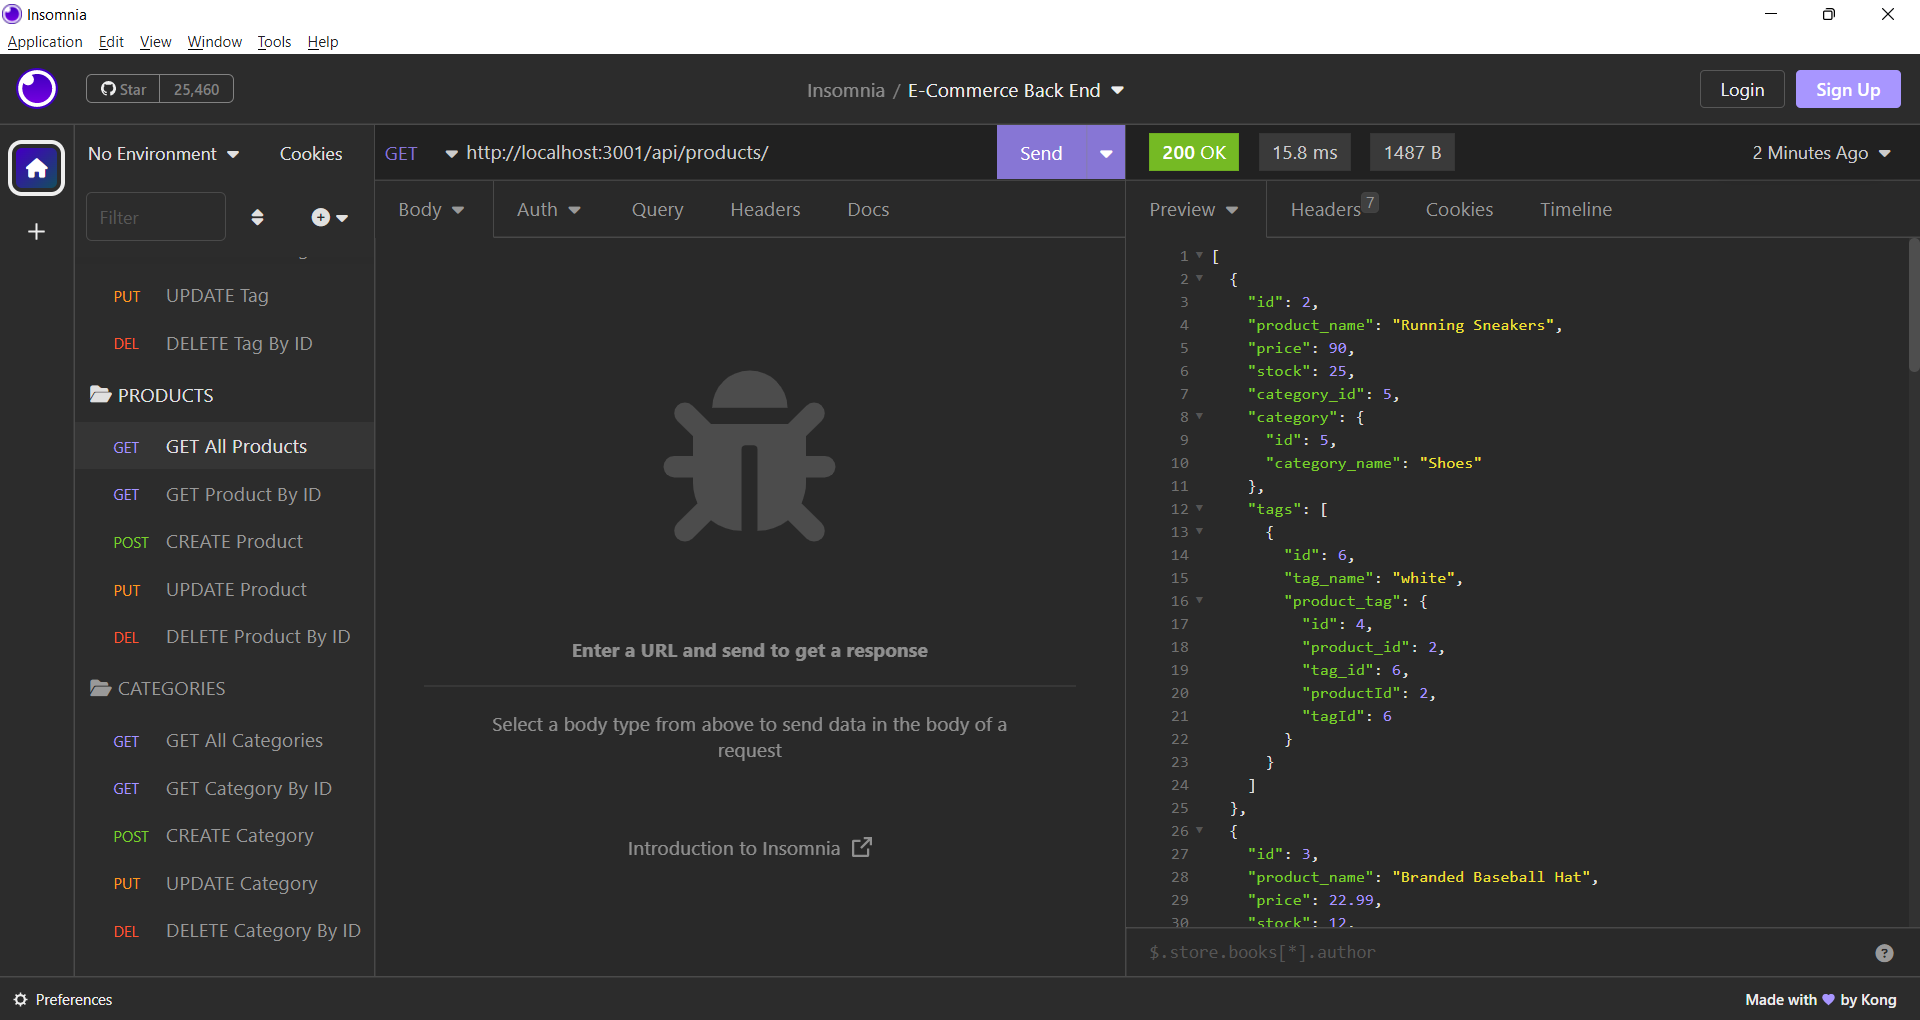 Insomnia
Application Edit View Window Tools Help
Star 25,460
Insomnia / E-Commerce Back End
Login Sign Up
No Environment Cookies
Filter
PUT UPDATE Tag
DEL DELETE Tag By ID
PRODUCTS
GET GET All Products
GET GET Product By ID
POST CREATE Product
PUT UPDATE Product
DEL DELETE Product By ID
CATEGORIES
GET GET All Categories
GET GET Category By ID
POST CREATE Category
PUT UPDATE Category
DEL DELETE Category By ID
GET http://localhost:3001/api/products/ Send
Body Auth Query Headers Docs
Enter a URL and send to get a response
Select a body type from above to send data in the body of a
request
Introduction to Insomnia
200 OK 15.8 ms 1487 B 2 Minutes Ago
Preview Headers 7 Cookies Timeline
1 [
2 {
3 "id": 2,
4 "product_name": "Running Sneakers",
5 "price": 90,
6 "stock": 25,
7 "category_id": 5,
8 "category": {
9 "id": 5,
10 "category_name": "Shoes"
11 },
12 "tags": [
13 {
14 "id": 6,
15 "tag_name": "white",
16 "product_tag": {
17 "id": 4,
18 "product_id": 2,
19 "tag_id": 6,
20 "productId": 2,
21 "tagId": 6
22 }
23 }
24 ]
25 },
26 {
27 "id": 3,
28 "product_name": "Branded Baseball Hat",
29 "price": 22.99,
30 "stock": 12,
$.store.books[*].author ?
Preferences
Made with by Kong